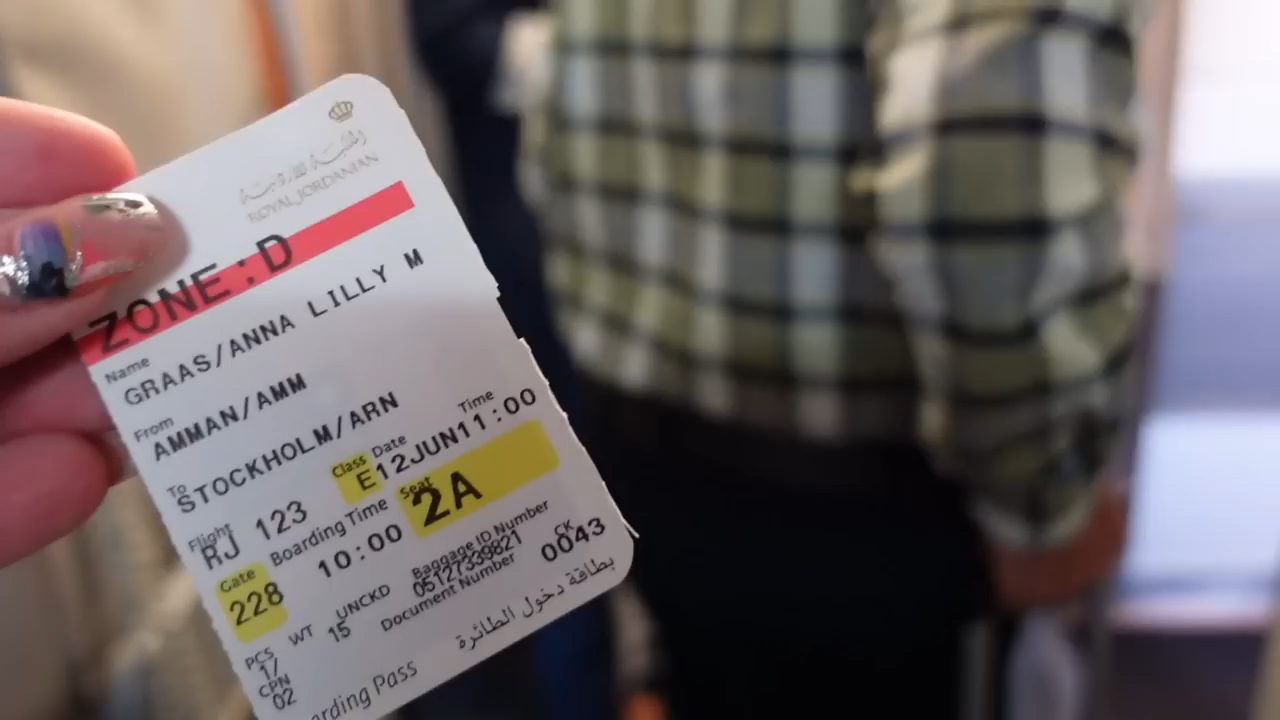 الملكية الأردنية
ROYAL JORDANIAN
ZONE : D
Name
GRAAS/ANNA LILLY M
From
AMMAN/AMM
To
STOCKHOLM/ARN
Flight Class Date Time
RJ 123 E 12JUN11:00
Gate Boarding Time Seat
228 10:00 2A
PCS WT UNCKD Baggage ID Number CK
1/ 15 05127339821 0043
Document Number
CPN
02
arding Pass بطاقة دخول الطائرة